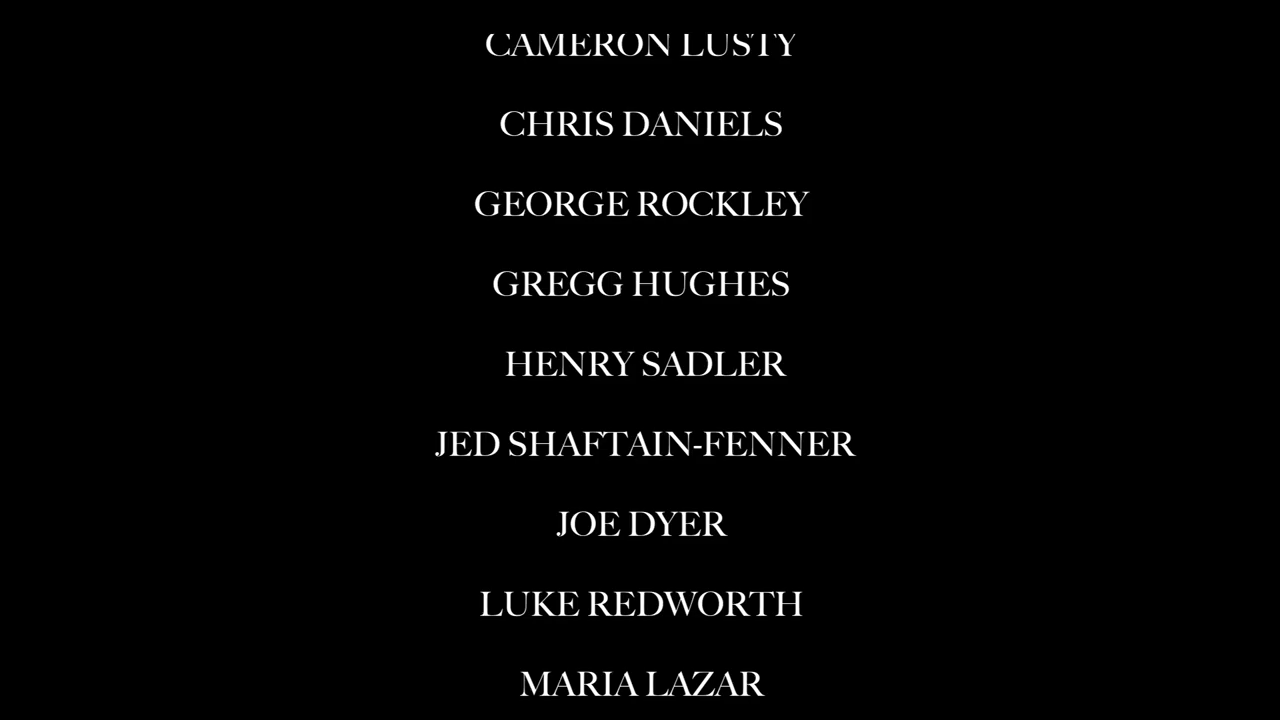 CAMERON LUSTY
CHRIS DANIELS
GEORGE ROCKLEY
GREGG HUGHES
HENRY SADLER
JED SHAFTAIN-FENNER
JOE DYER
LUKE REDWORTH
MARIA LAZAR